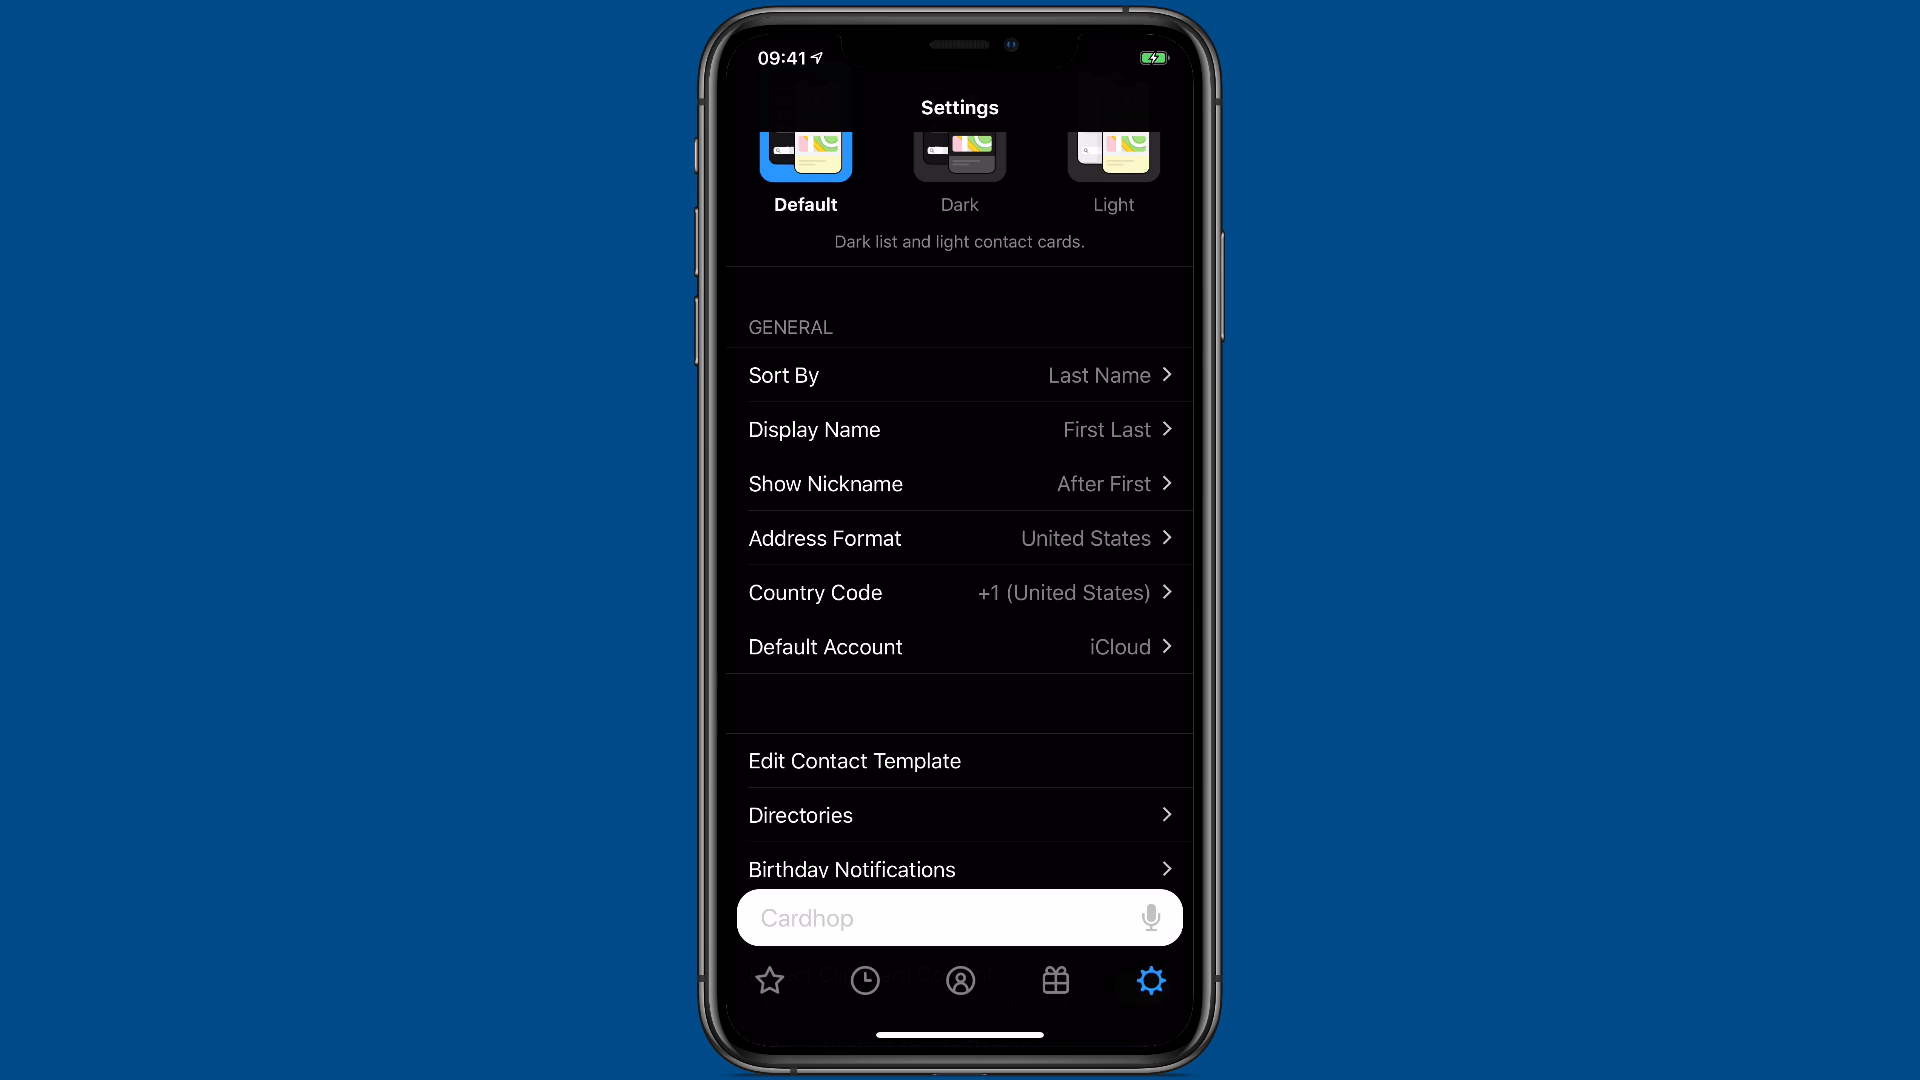 09:41
Settings
Default
Dark
Light
Dark list and light contact cards.
GENERAL
Sort By
Last Name
Display Name
First Last
Show Nickname
After First
Address Format
United States
Country Code
+1 (United States)
Default Account
iCloud
Edit Contact Template
Directories
Birthday Notifications
Cardhop